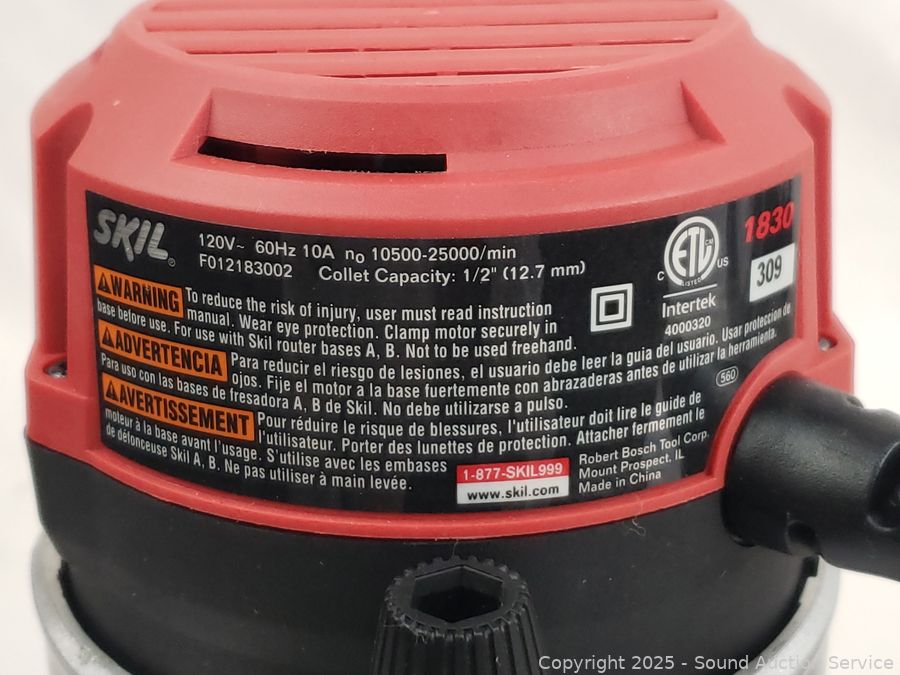 SKIL®
120V~ 60Hz 10A n₀ 10500-25000/min
F012183002 Collet Capacity: 1/2" (12.7 mm)
C ETL CM US
LISTED
Intertek
4000320
1830
309
WARNING To reduce the risk of injury, user must read instruction
manual. Wear eye protection. Clamp motor securely in
base before use. For use with Skil router bases A, B. Not to be used freehand.
ADVERTENCIA Para reducir el riesgo de lesiones, el usuario debe leer la guia del usuario. Usar proteccion de
ojos. Fije el motor a la base fuertemente con abrazaderas antes de utilizar la herramienta.
Para uso con las bases de fresadora A, B de Skil. No debe utilizarse a pulso.
560
AVERTISSEMENT Pour réduire le risque de blessures, l'utilisateur doit lire le guide de
l'utilisateur. Porter des lunettes de protection. Attacher fermement le
moteur à la base avant l'usage. S'utilise avec les embases
de défonceuse Skil A, B. Ne pas utiliser à main levée.
1-877-SKIL999
www.skil.com
Robert Bosch Tool Corp.
Mount Prospect, IL
Made in China
Copyright 2025 - Sound Auction Service